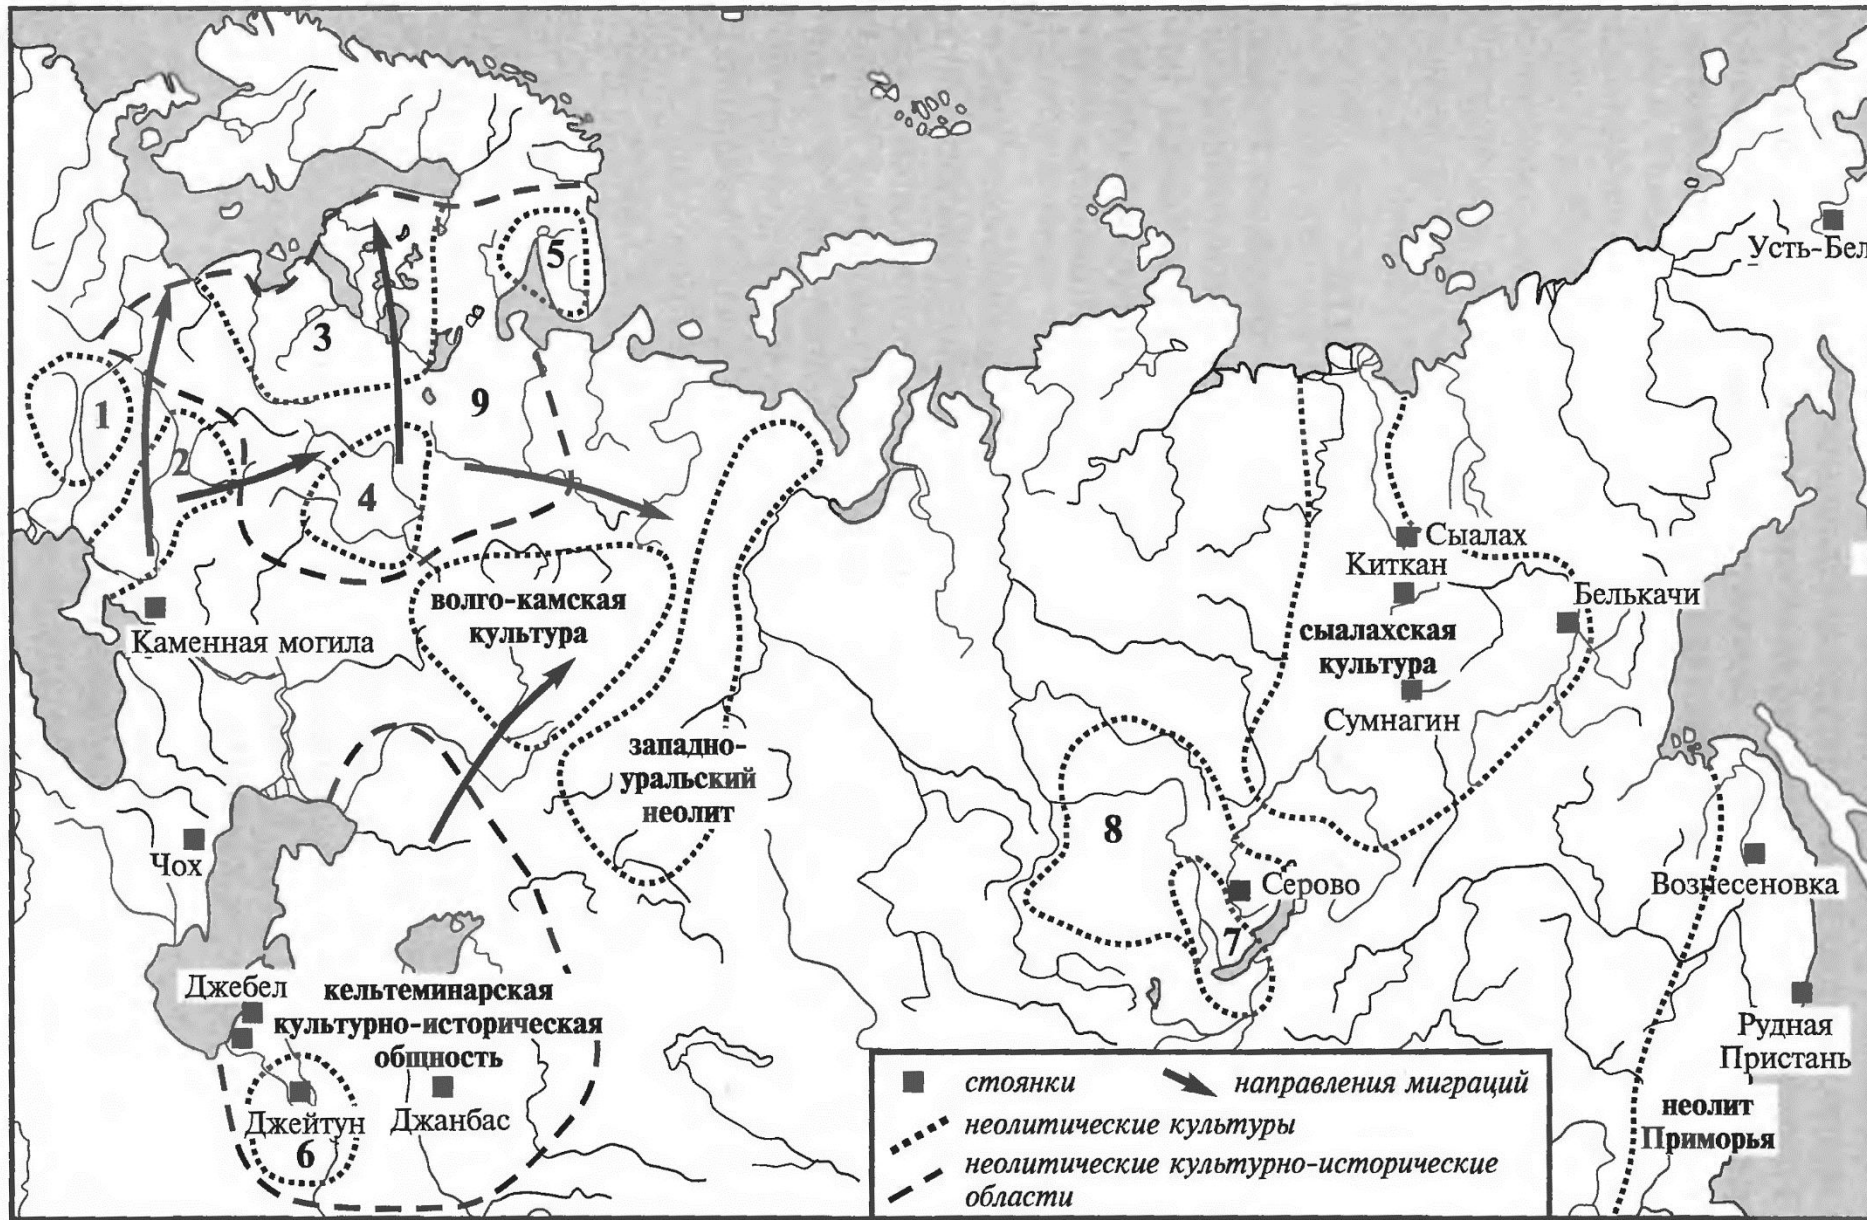 5
Усть-Бел
3
1
9
2
4
Сыалах
Киткан
Белькачи
волго-камская
культура
Каменная могила
сыалахская
культура
Сумнагин
западно-
уральский
неолит
8
Чох
Серово
Вознесеновка
7
Джебел
кельтеминарская
культурно-историческая
общность
Рудная
Пристань
Джейтун
Джанбас
6
неолит
Приморья
стоянки
направления миграций
неолитические культуры
неолитические культурно-исторические
области